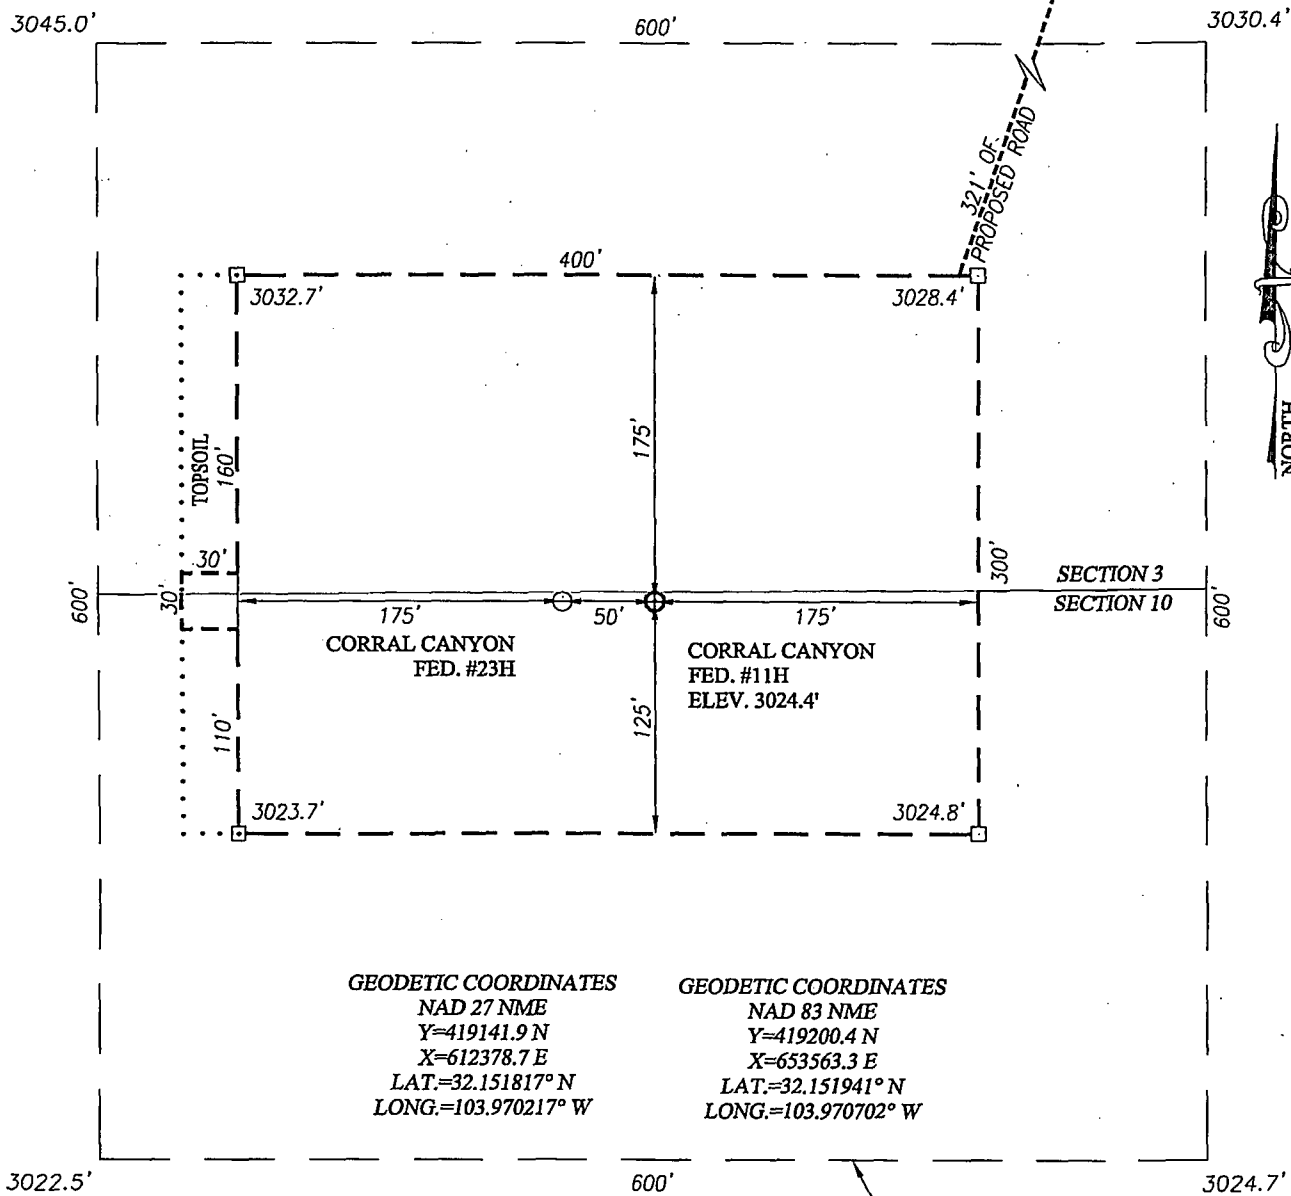 3045.0'
600'
3030.4'
321' OF
PROPOSED ROAD
400'
3032.7'
3028.4'
NORTH
TOPSOIL
160'
175'
30'
30'
300'
SECTION 3
SECTION 10
600'
600'
175'
50'
175'
CORRAL CANYON
FED. #23H
CORRAL CANYON
FED. #11H
ELEV. 3024.4'
110'
125'
3023.7'
3024.8'
GEODETIC COORDINATES
NAD 27 NME
Y=419141.9 N
X=612378.7 E
LAT.=32.151817° N
LONG.=103.970217° W
GEODETIC COORDINATES
NAD 83 NME
Y=419200.4 N
X=653563.3 E
LAT.=32.151941° N
LONG.=103.970702° W
3022.5'
600'
3024.7'